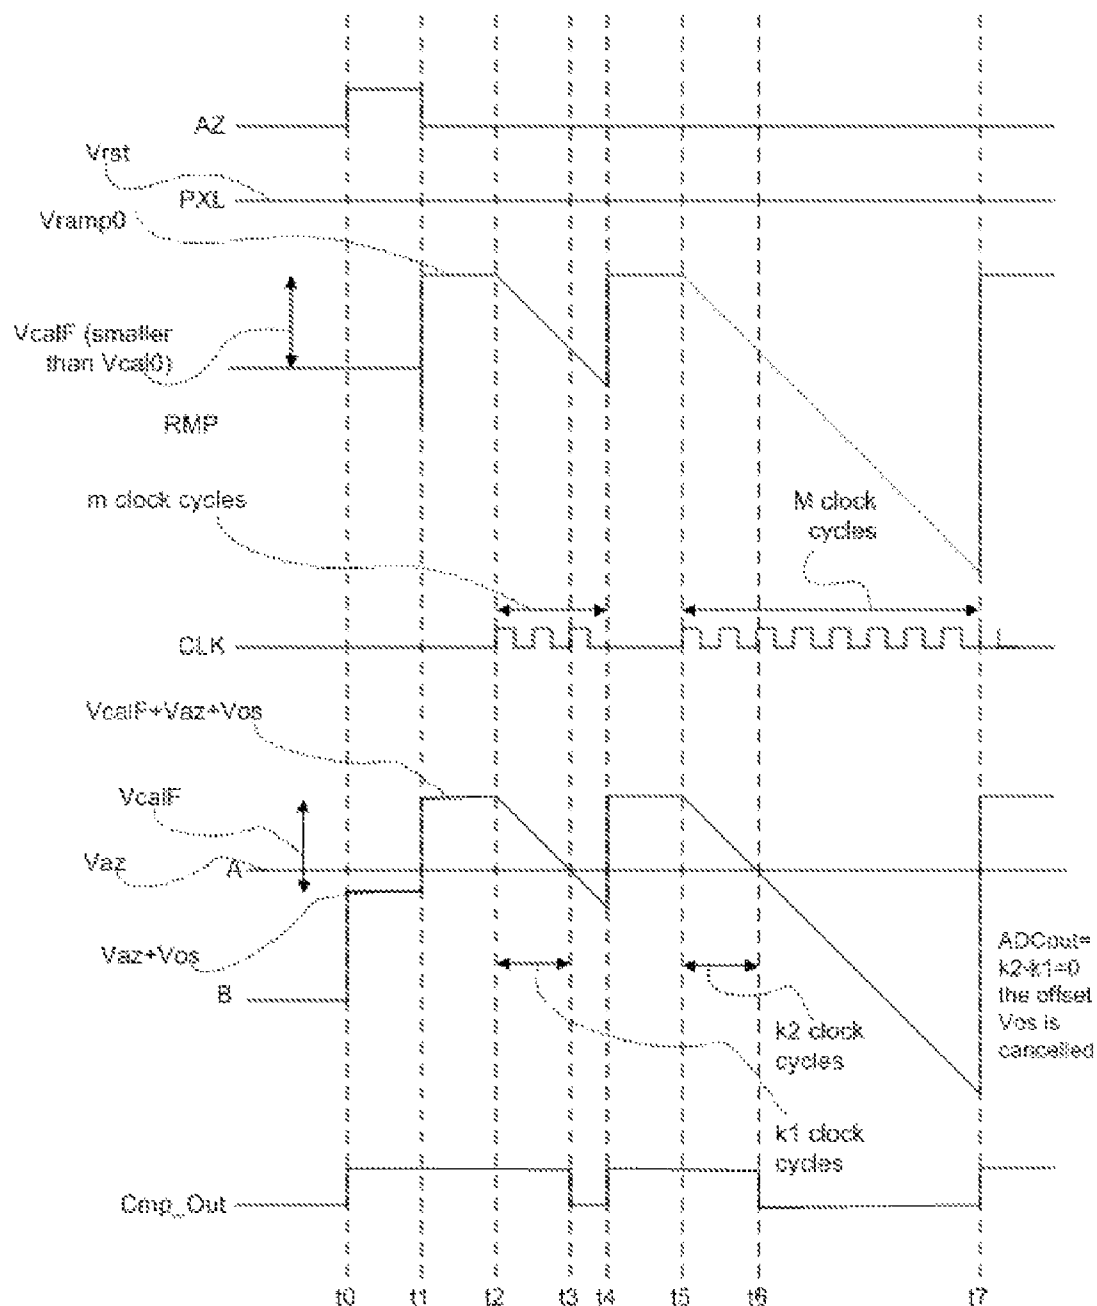 AZ
Vrst
PXL
Vramp0
VcalF (smaller
than Vcal0)
RMP
m clock cycles
M clock
cycles
CLK
VcalF+Vaz+Vos
VcalF
Vaz
A
Vaz+Vos
B
ADCout=
k2-k1=0
the offset
Vos is
cancelled
k2 clock
cycles
k1 clock
cycles
Cmp_Out
t0 t1 t2 t3 t4 t5 t6 t7